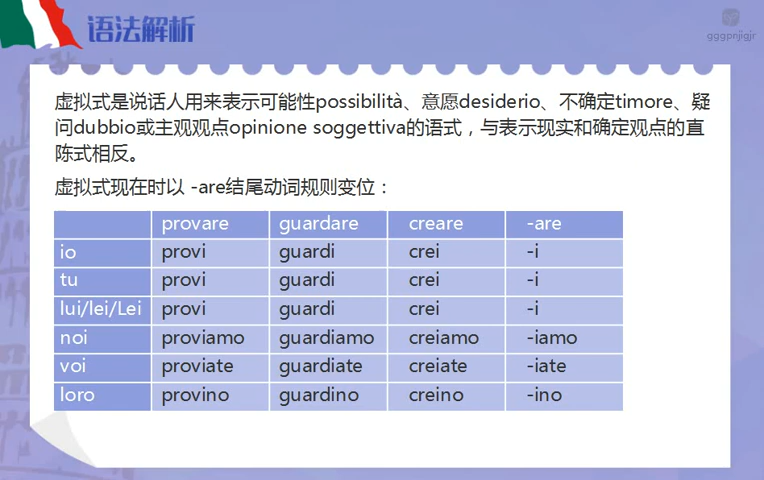 语法解析
gggpnjigjr
虚拟式是说话人用来表示可能性possibilità、意愿desiderio、不确定timore、疑
问dubbio或主观观点opinione soggettiva的语式，与表示现实和确定观点的直
陈式相反。
虚拟式现在时以 -are结尾动词规则变位：
provare guardare creare -are
io provi guardi crei -i
tu provi guardi crei -i
lui/lei/Lei provi guardi crei -i
noi proviamo guardiamo creiamo -iamo
voi proviate guardiate creiate -iate
loro provino guardino creino -ino